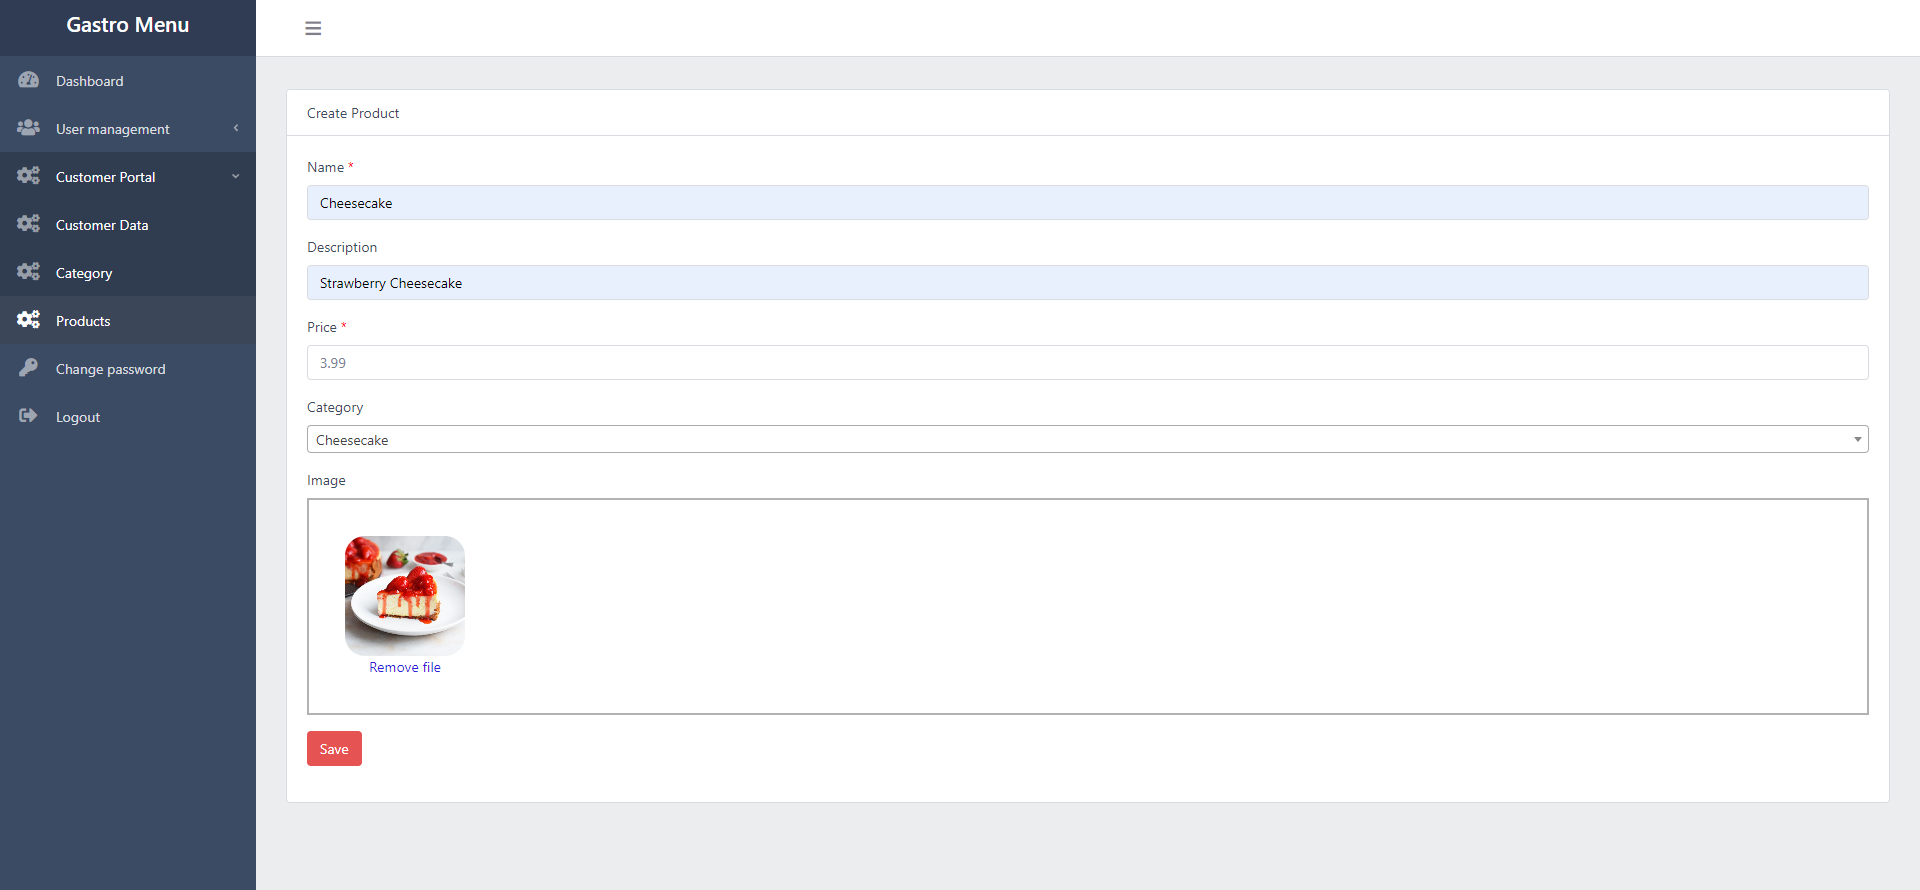 Gastro Menu
Dashboard
User management
Customer Portal
Customer Data
Category
Products
Change password
Logout
Create Product
Name *
Cheesecake
Description
Strawberry Cheesecake
Price *
3.99
Category
Cheesecake
Image
Remove file
Save